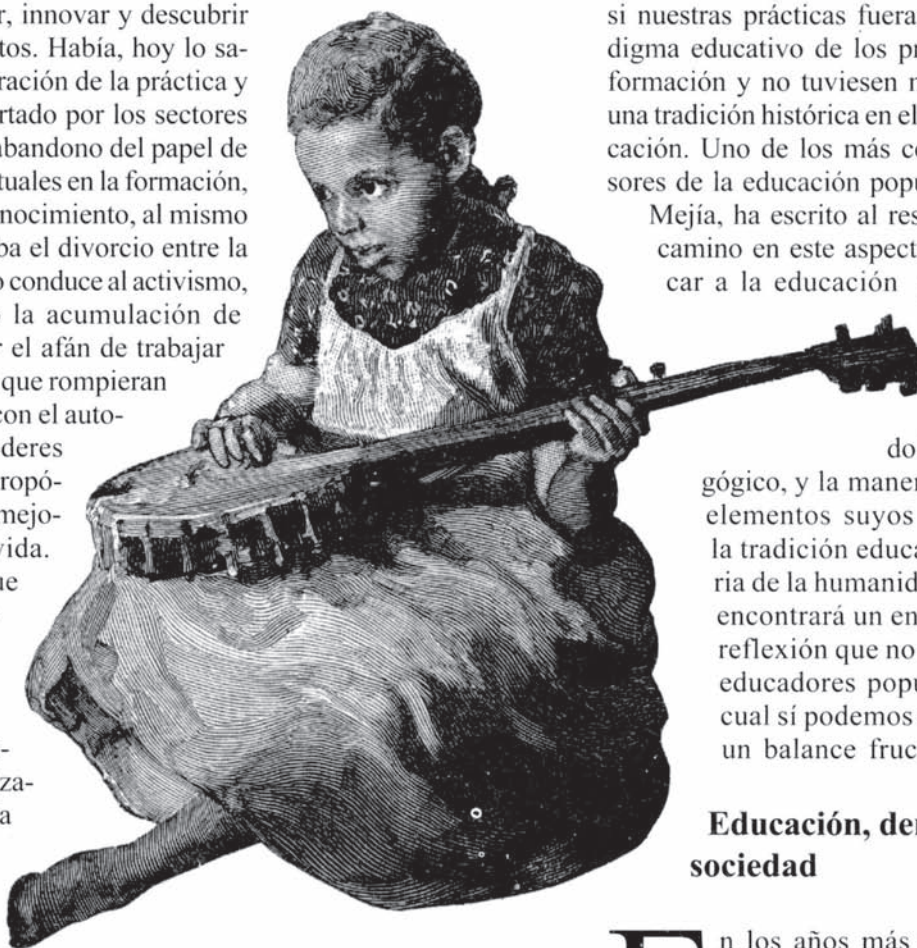 r, innovar y descubrir
tos. Había, hoy lo sa-
ración de la práctica y
rtado por los sectores
abandono del papel de
tuales en la formación,
nocimiento, al mismo
ba el divorcio entre la
o conduce al activismo,
la acumulación de
r el afán de trabajar
que rompieran
con el auto-
deres
ropó-
mejo-
vida.
ue
-
za-
a
si nuestras prácticas fuera
digma educativo de los pr
formación y no tuviesen n
una tradición histórica en el
cación. Uno de los más co
sores de la educación popu
Mejía, ha escrito al res
camino en este aspect
car a la educación
do
gógico, y la maner
elementos suyos
la tradición educa
ria de la humanid
encontrará un en
reflexión que no
educadores popu
cual sí podemos
un balance fruc
Educación, der
sociedad
En los años más